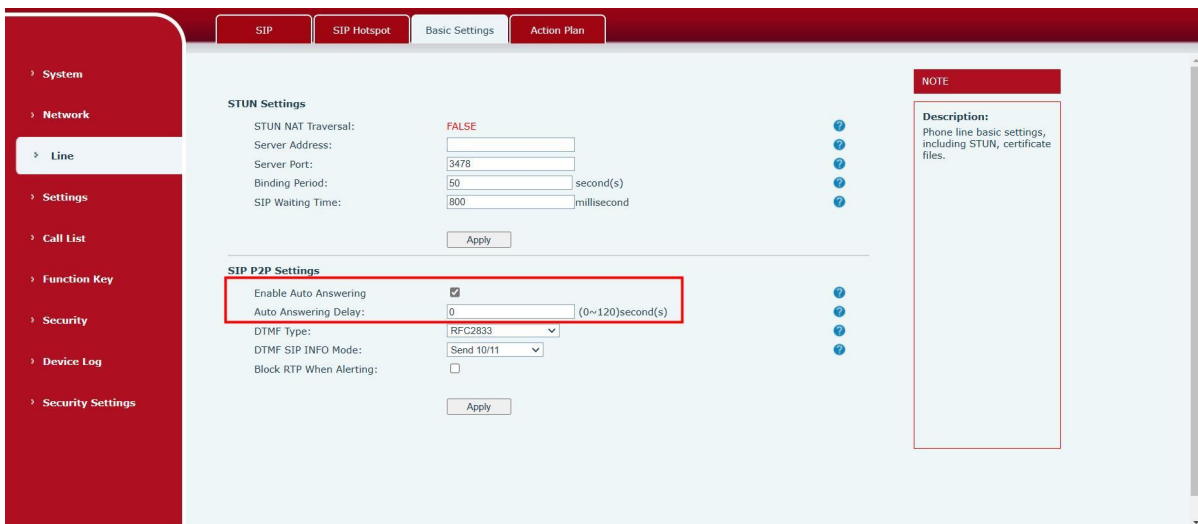 SIP
SIP Hotspot
Basic Settings
Action Plan
System
Network
Line
Settings
Call List
Function Key
Security
Device Log
Security Settings
STUN Settings
STUN NAT Traversal: FALSE
Server Address:
Server Port: 3478
Binding Period: 50 second(s)
SIP Waiting Time: 800 millisecond
Apply
SIP P2P Settings
Enable Auto Answering
Auto Answering Delay: 0 (0~120)second(s)
DTMF Type: RFC2833
DTMF SIP INFO Mode: Send 10/11
Block RTP When Alerting:
Apply
NOTE
Description:
Phone line basic settings,
including STUN, certificate
files.